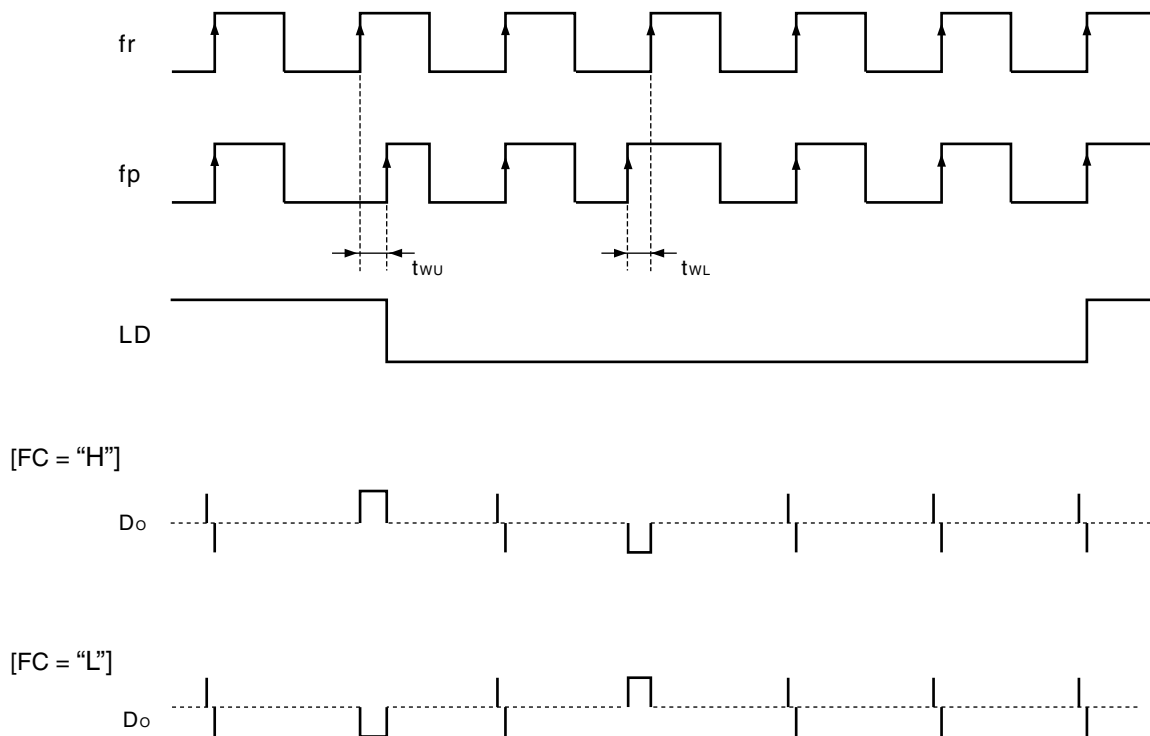 fr
fp
tWU
tWL
LD
[FC = “H”]
DO
[FC = “L”]
DO